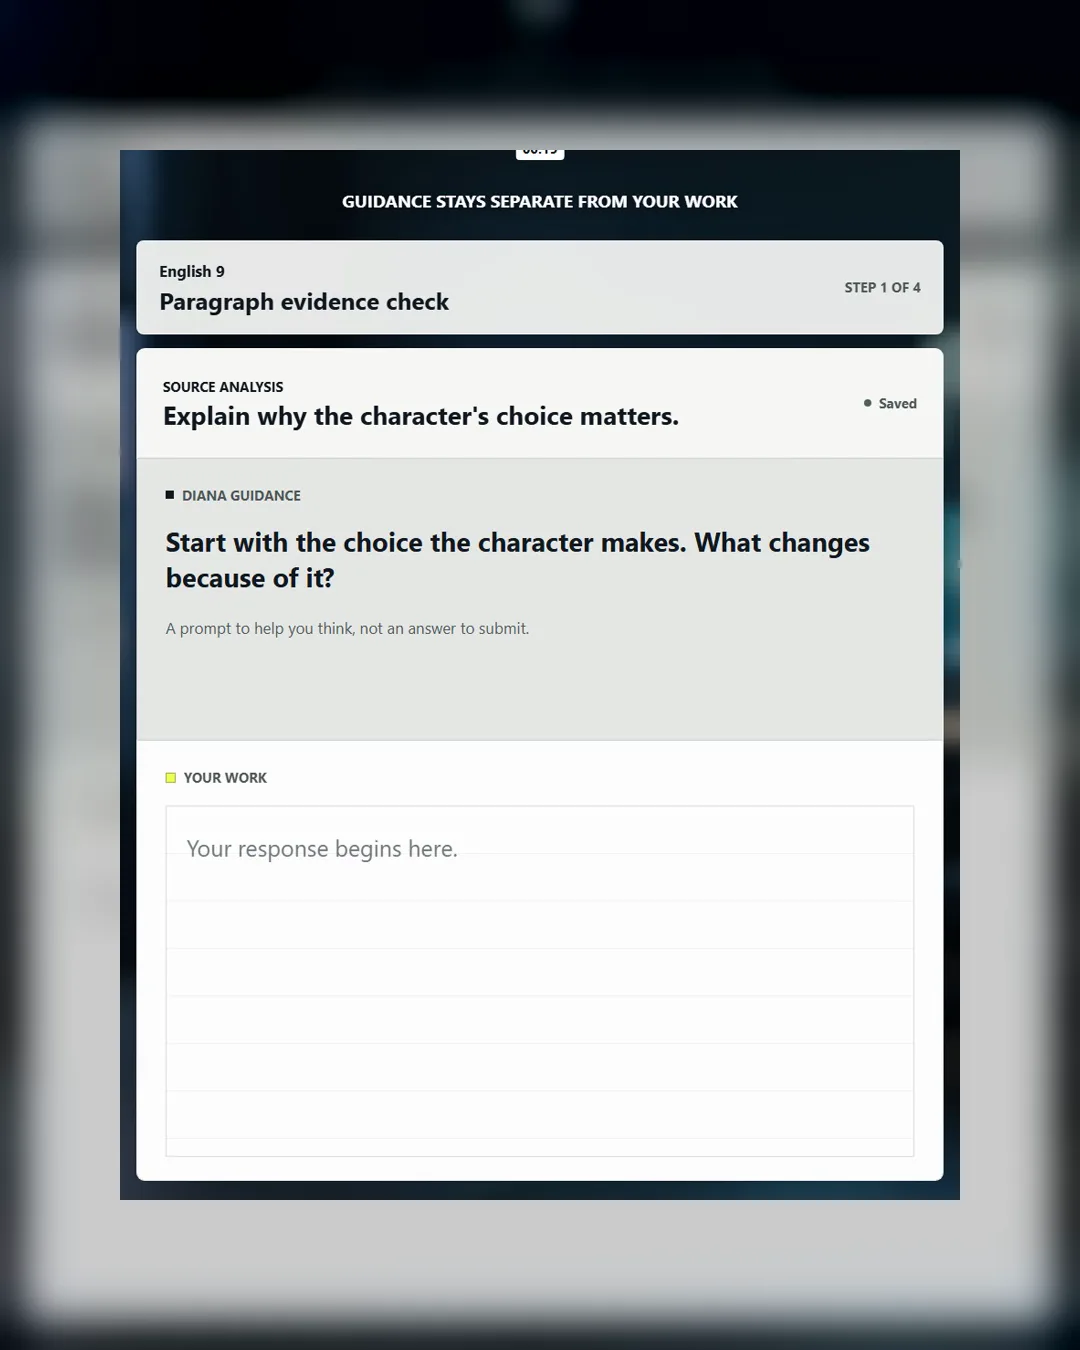 GUIDANCE STAYS SEPARATE FROM YOUR WORK
English 9
Paragraph evidence check
STEP 1 OF 4
SOURCE ANALYSIS
Explain why the character's choice matters.
Saved
DIANA GUIDANCE
Start with the choice the character makes. What changes
because of it?
A prompt to help you think, not an answer to submit.
YOUR WORK
Your response begins here.